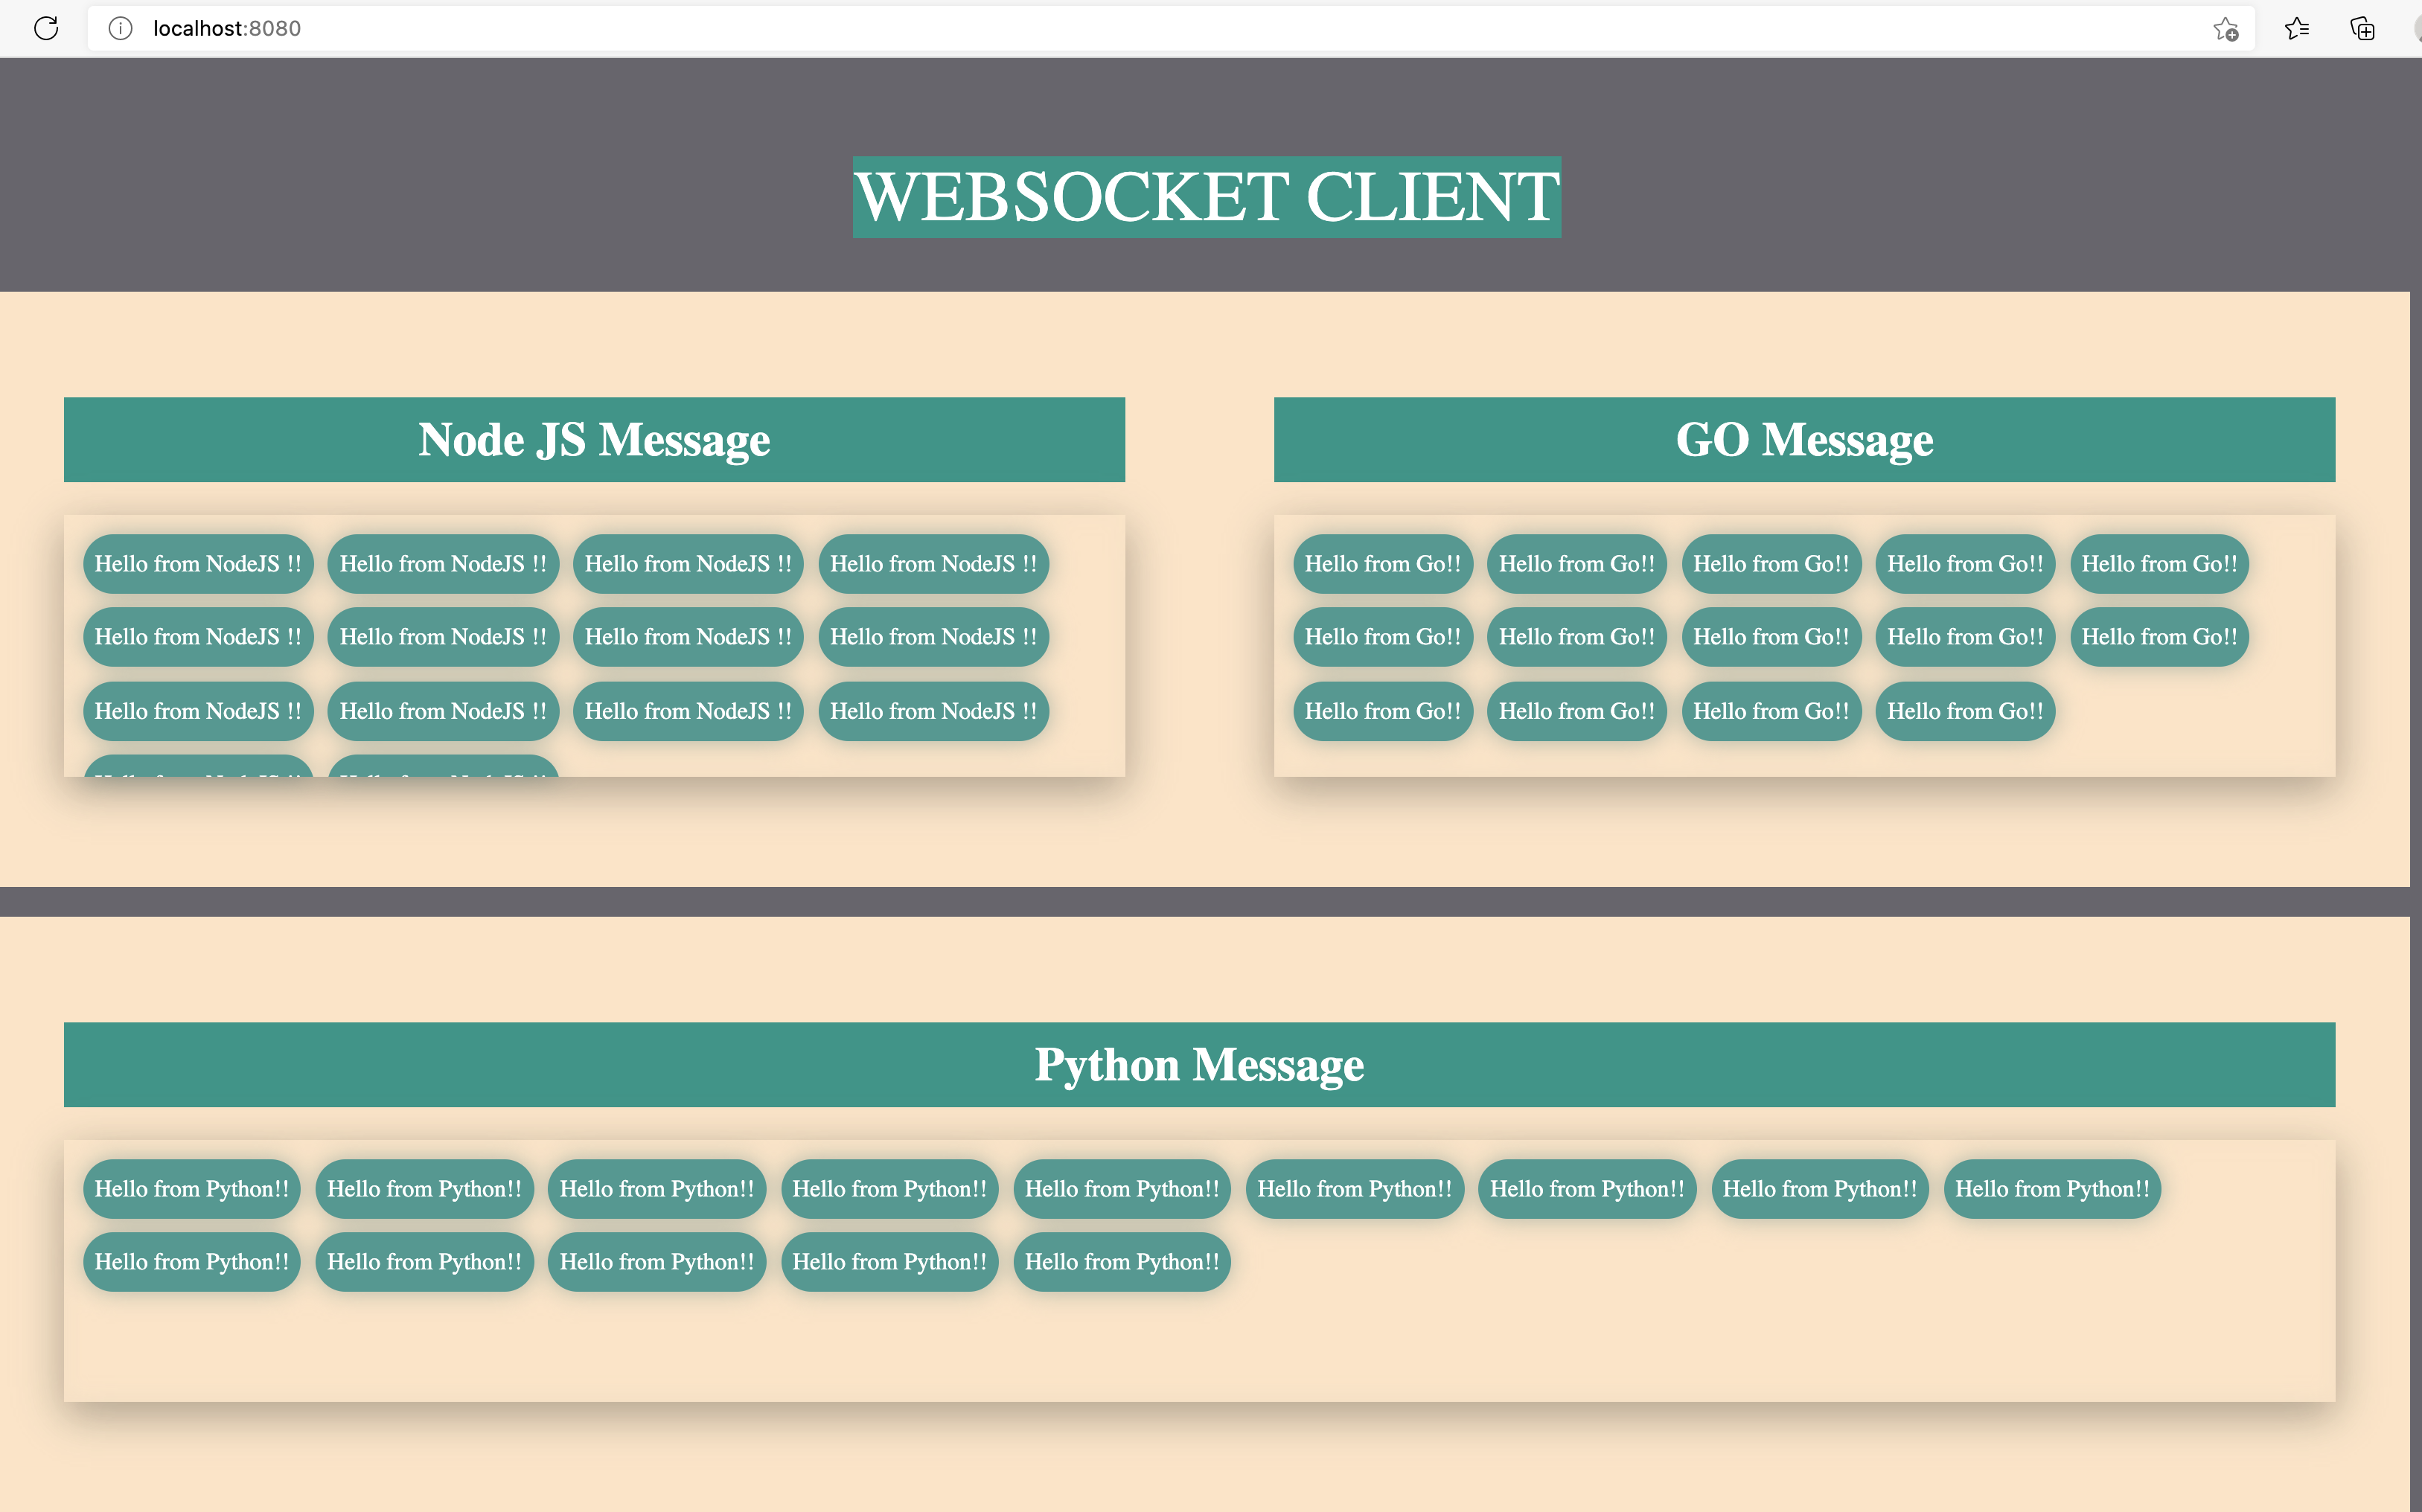 localhost:8080
WEBSOCKET CLIENT
Node JS Message
Hello from NodeJS !! Hello from NodeJS !! Hello from NodeJS !! Hello from NodeJS !!
Hello from NodeJS !! Hello from NodeJS !! Hello from NodeJS !! Hello from NodeJS !!
Hello from NodeJS !! Hello from NodeJS !! Hello from NodeJS !! Hello from NodeJS !!
GO Message
Hello from Go!! Hello from Go!! Hello from Go!! Hello from Go!! Hello from Go!!
Hello from Go!! Hello from Go!! Hello from Go!! Hello from Go!! Hello from Go!!
Hello from Go!! Hello from Go!! Hello from Go!! Hello from Go!!
Python Message
Hello from Python!! Hello from Python!! Hello from Python!! Hello from Python!! Hello from Python!! Hello from Python!! Hello from Python!! Hello from Python!! Hello from Python!!
Hello from Python!! Hello from Python!! Hello from Python!! Hello from Python!! Hello from Python!!